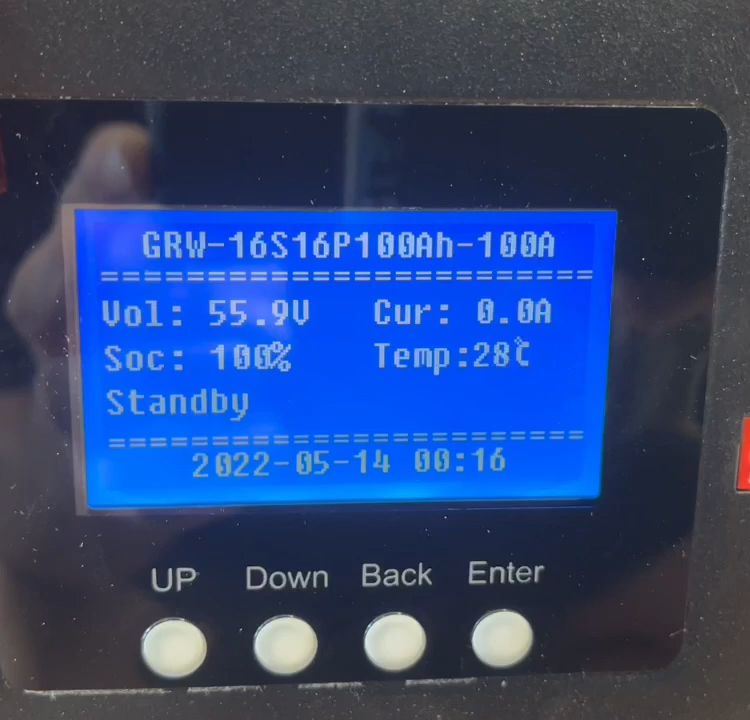 GRW-16S16P100Ah-100A
=======================
Vol: 55.9V Cur: 0.0A
Soc: 100% Temp:28℃
Standby
=======================
2022-05-14 00:16
UP Down Back Enter